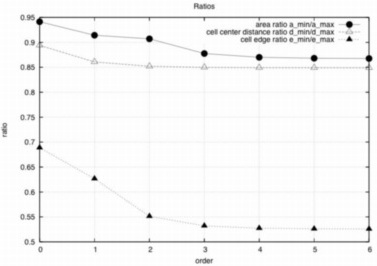 Ratios
0.95
0.9
0.85
0.8
0.75
0.7
0.65
0.6
0.55
0.5
ratio
area ratio a_min/a_max
cell center distance ratio d_min/d_max
cell edge ratio e_min/e_max
0 1 2 3 4 5 6
order